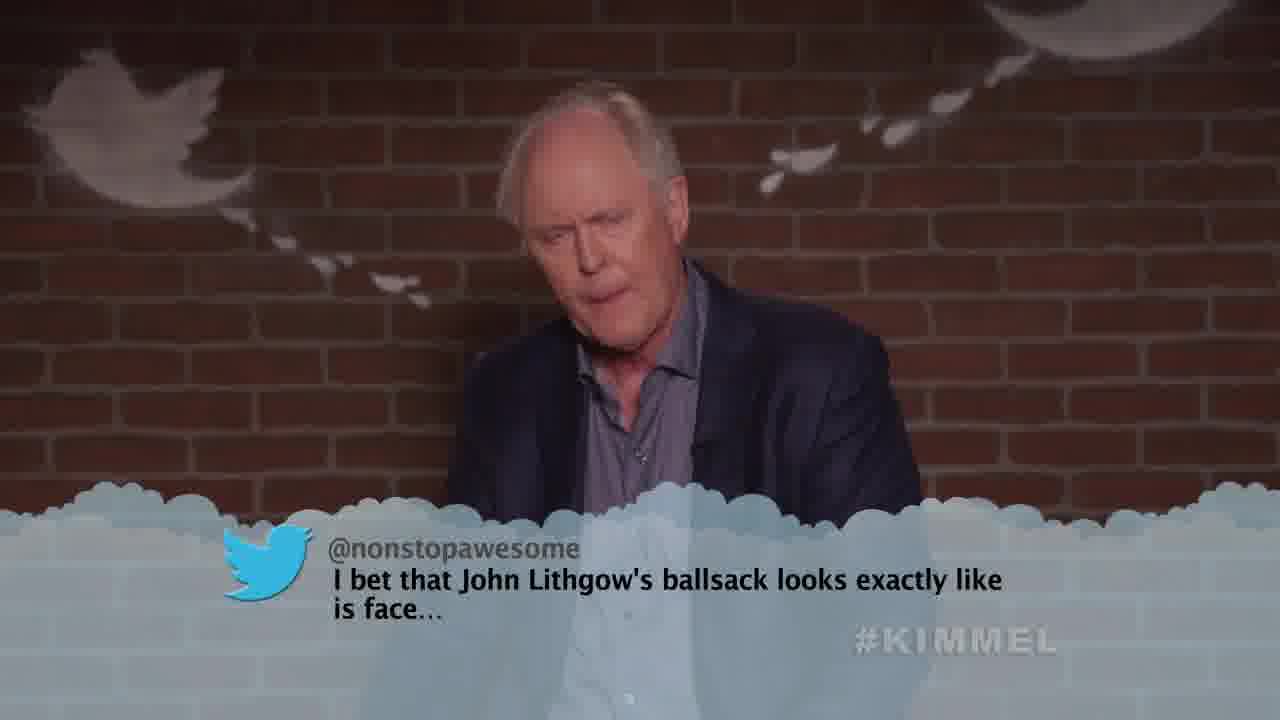 @nonstopawesome
I bet that John Lithgow's ballsack looks exactly like
is face...
#KIMMEL